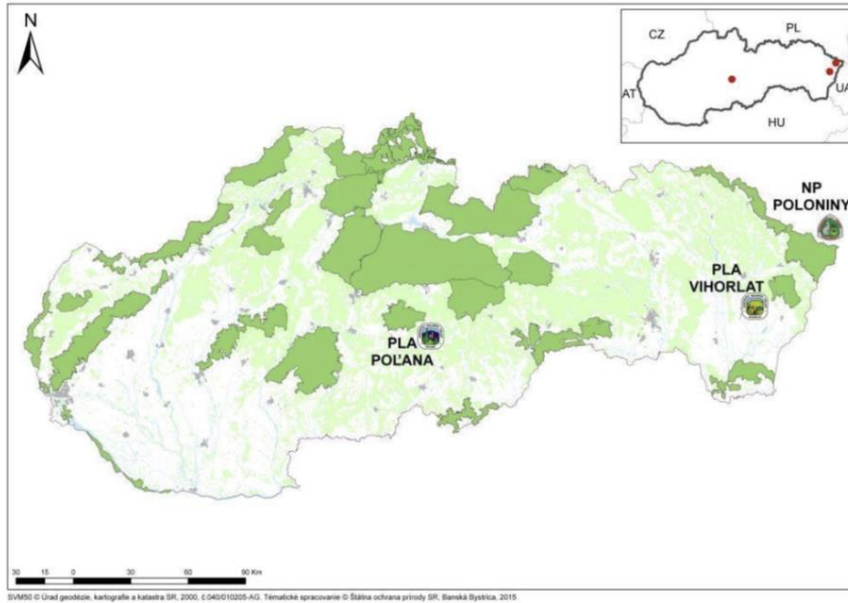 N
CZ
PL
AT
UA
HU
NP
POLONINY
PLA
VIHORLAT
PLA
POĽANA
30 15 0 30 60 90 Km
SVM50 © Úrad geodézie, kartografie a katastra SR, 2000, č.040/010205-AG. Tématické spracovanie © Štátna ochrana prírody SR, Banská Bystrica, 2015